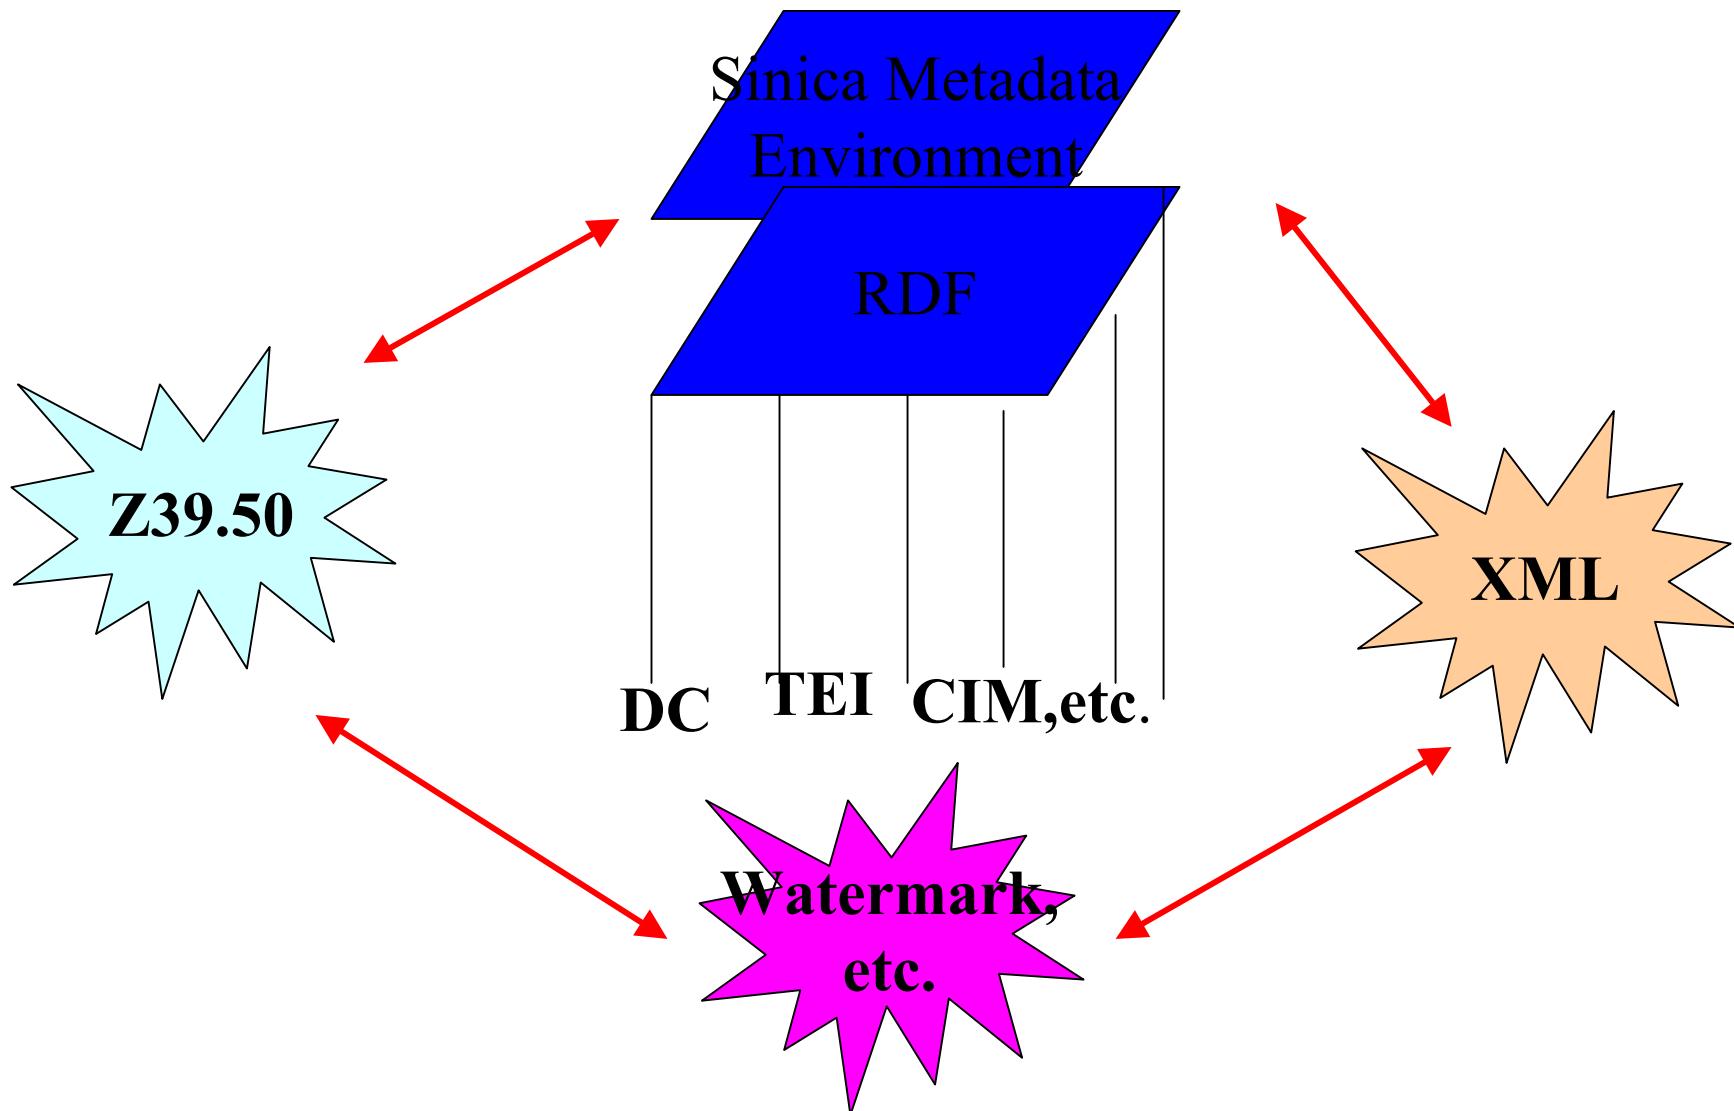 Sinica Metadata
Environment
RDF
Z39.50
XML
DC
TEI
CIM,etc.
Watermark,
etc.